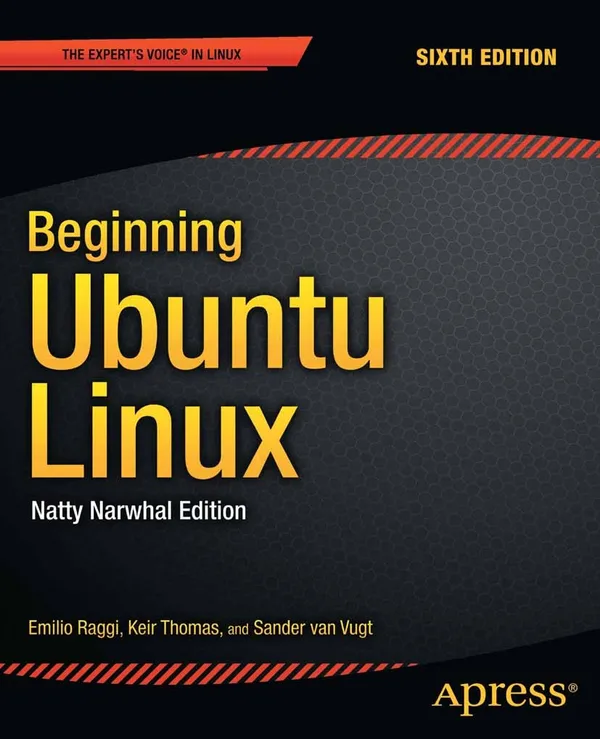 THE EXPERT'S VOICE® IN LINUX
SIXTH EDITION
Beginning
Ubuntu
Linux
Natty Narwhal Edition
Emilio Raggi, Keir Thomas, and Sander van Vugt
Apress®